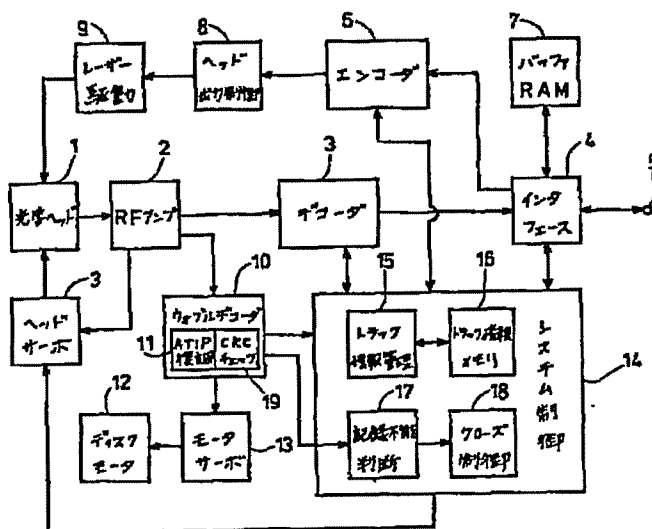 9
8
6
7
レーザー
駆動
ヘッド
出力制御
エンコーダ
バッファ
RAM
1
2
3
4
5
光学ヘッド
RFアンプ
デコーダ
インタ
フェース
3
10
15
16
ヘッド
サーボ
ウォブルデコーダ
11
ATIP
復調
CRC
チェック
トラック
情報管理
トラック情報
メモリ
システム制御
14
12
19
17
18
ディスク
モータ
モータ
サーボ
13
記録不能
判断
クローズ
制御